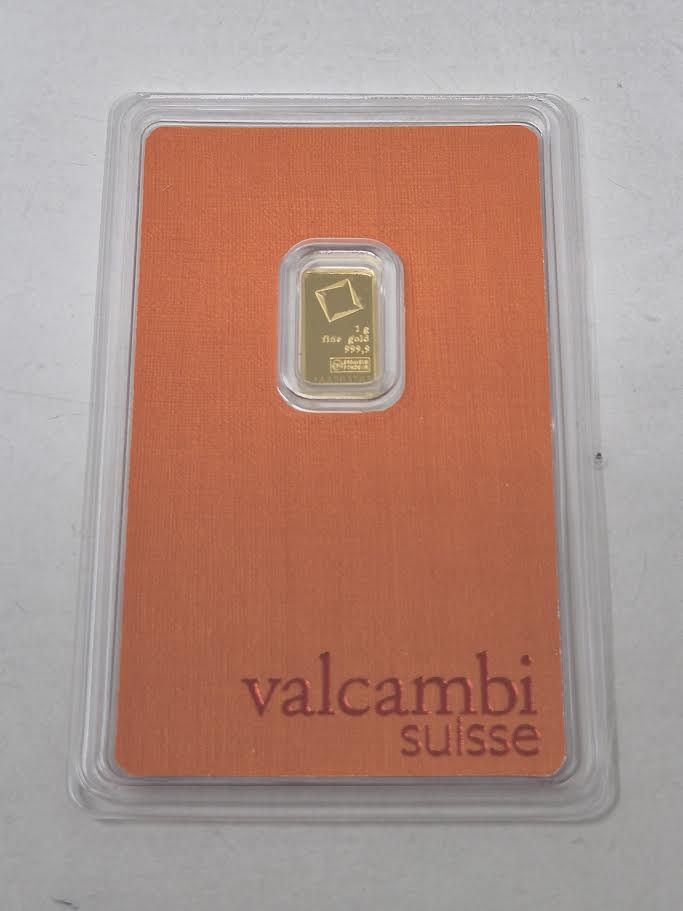 1 g
fine gold
999,9
valcambi
suisse